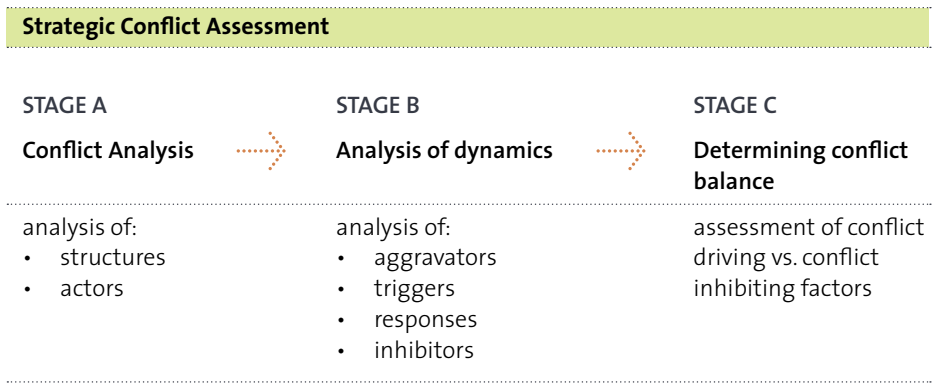 Strategic Conflict Assessment
STAGE A
Conflict Analysis
analysis of:
• structures
• actors
STAGE B
Analysis of dynamics
analysis of:
• aggravators
• triggers
• responses
• inhibitors
STAGE C
Determining conflict
balance
assessment of conflict
driving vs. conflict
inhibiting factors